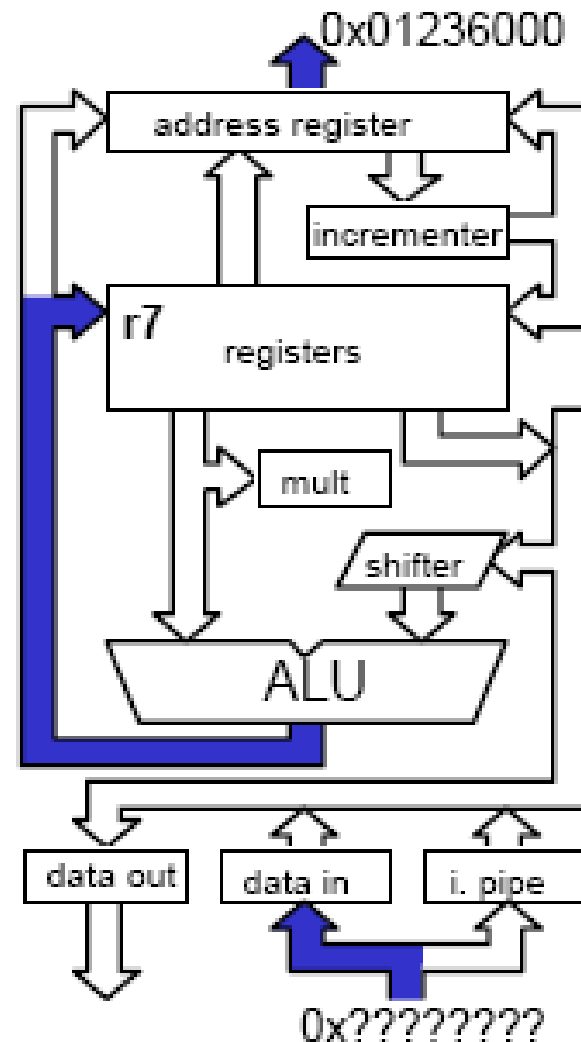 0x01236000
address register
incrementer
r7
registers
mult
shifter
ALU
data out
data in
i. pipe
0x????????